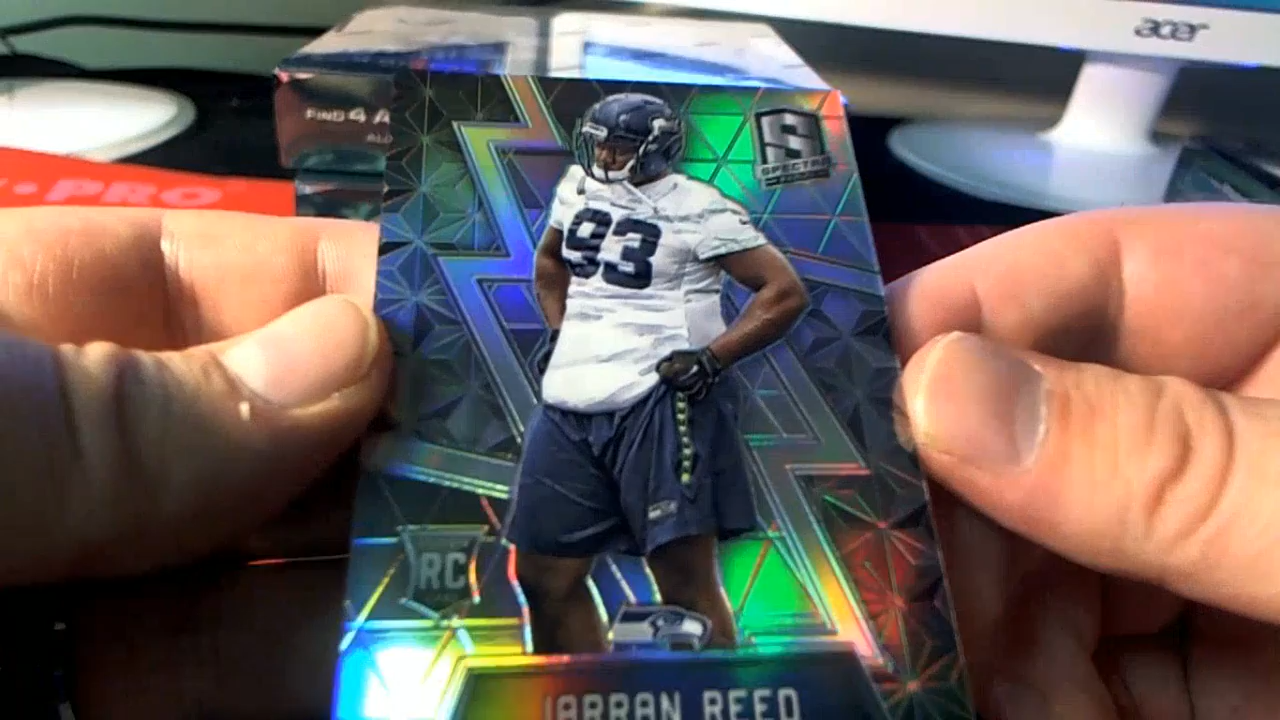 acer
FIND 4 A
· PRO
SPECTRA
93
RC
JARRAN REED